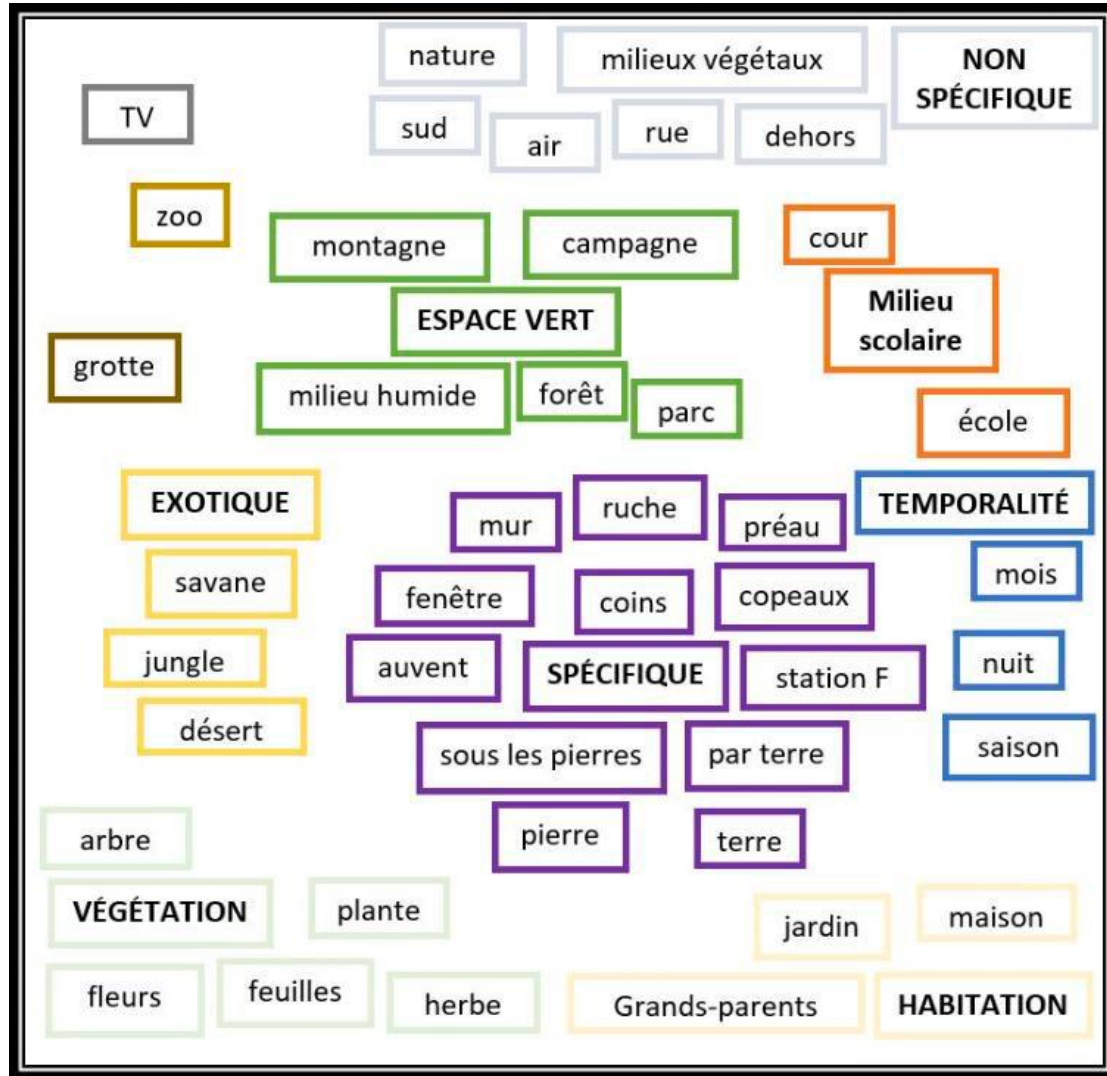 nature
milieux végétaux
NON
SPÉCIFIQUE
TV
sud
air
rue
dehors
zoo
montagne
campagne
cour
ESPACE VERT
Milieu
scolaire
grotte
milieu humide
forêt
parc
école
EXOTIQUE
mur
ruche
préau
TEMPORALITÉ
savane
fenêtre
coins
copeaux
mois
jungle
auvent
SPÉCIFIQUE
station F
nuit
désert
sous les pierres
par terre
saison
arbre
pierre
terre
VÉGÉTATION
plante
jardin
maison
fleurs
feuilles
herbe
Grands-parents
HABITATION